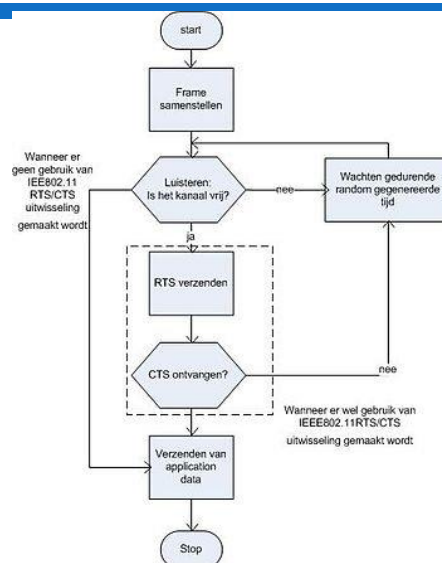 start
Frame
samenstellen
Wanneer er
geen gebruik van
IEE802.11
RTS/CTS
uitwisseling
gemaakt wordt
Luisteren:
Is het kanaal vrij?
nee
Wachten gedurende
random gegenereerde
tijd
ja
RTS verzenden
CTS ontvangen?
nee
Wanneer er wel gebruik van
IEEE802.11RTS/CTS
uitwisseling gemaakt wordt
Verzenden van
application
data
Stop